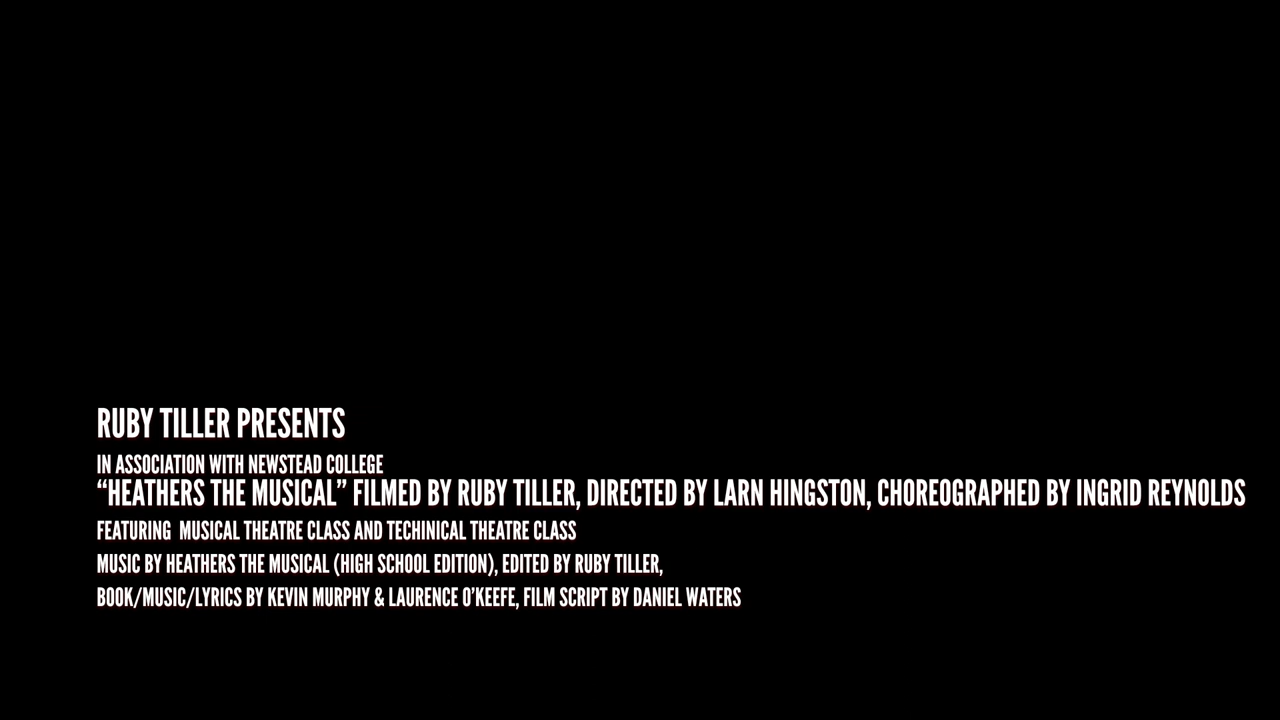 RUBY TILLER PRESENTS
IN ASSOCIATION WITH NEWSTEAD COLLEGE
“HEATHERS THE MUSICAL” FILMED BY RUBY TILLER, DIRECTED BY LARN HINGSTON, CHOREOGRAPHED BY INGRID REYNOLDS
FEATURING  MUSICAL THEATRE CLASS AND TECHINICAL THEATRE CLASS
MUSIC BY HEATHERS THE MUSICAL (HIGH SCHOOL EDITION), EDITED BY RUBY TILLER,
BOOK/MUSIC/LYRICS BY KEVIN MURPHY & LAURENCE O’KEEFE, FILM SCRIPT BY DANIEL WATERS